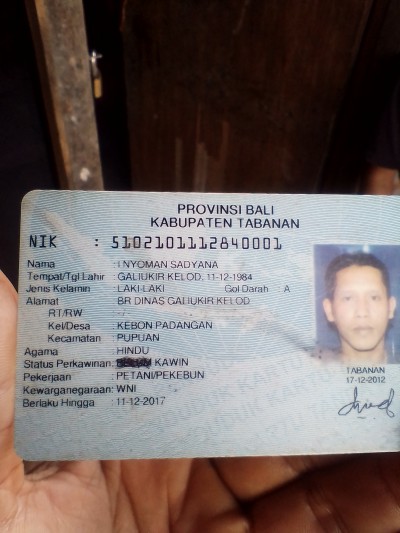 PROVINSI BALI
KABUPATEN TABANAN
NIK : 5102101112840001
Nama : I NYOMAN SADYANA
Tempat/Tgl Lahir : GALIUKIR KELOD, 11-12-1984
Jenis Kelamin : LAKI-LAKI Gol Darah : A
Alamat : BR DINAS GALIUKIR KELOD
RT/RW : -/-
Kel/Desa : KEBON PADANGAN
Kecamatan : PUPUAN
Agama : HINDU
Status Perkawinan: KAWIN
Pekerjaan : PETANI/PEKEBUN
Kewarganegaraan: WNI
Berlaku Hingga : 11-12-2017
TABANAN
17-12-2012